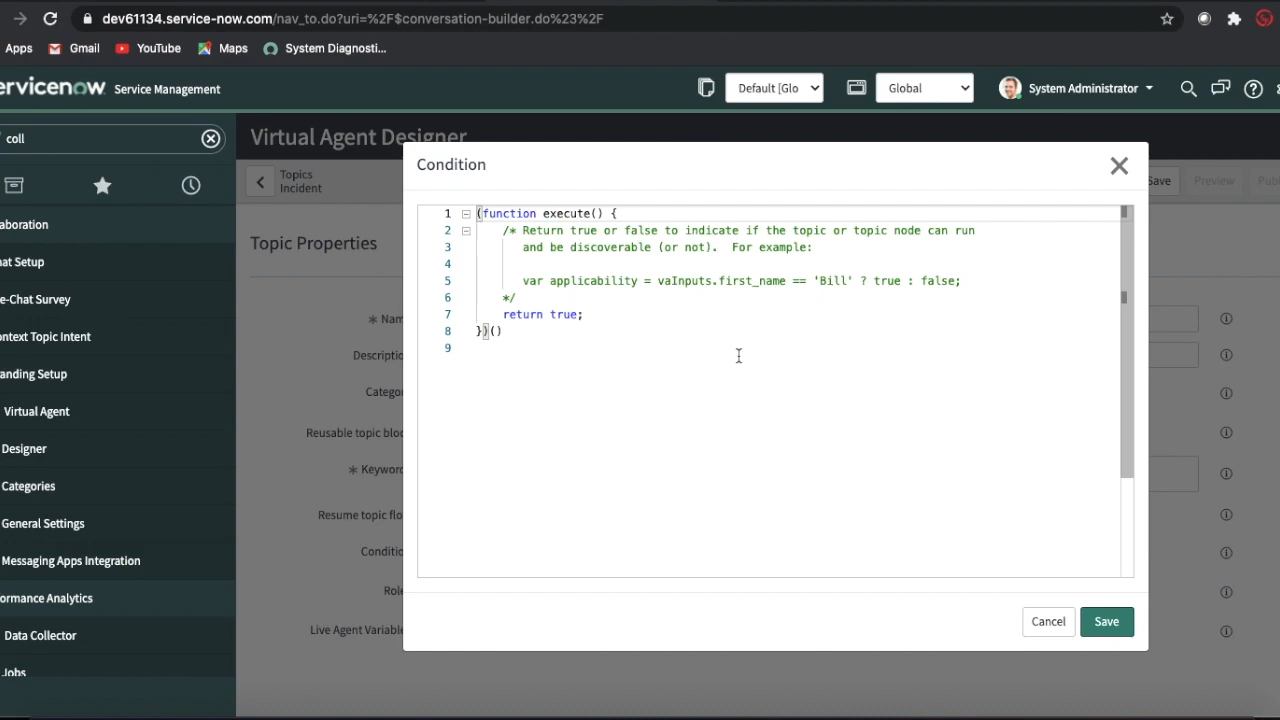 dev61134.service-now.com/nav_to.do?uri=%2F$conversation-builder.do%23%2F
Apps Gmail YouTube Maps System Diagnosti...
ervicenow Service Management Default [Glo Global System Administrator
coll
Virtual Agent Designer
Topics
Incident
Save Preview Publ
Condition
aboration
at Setup
e-Chat Survey
ontext Topic Intent
anding Setup
Virtual Agent
Designer
Categories
General Settings
Messaging Apps Integration
ormance Analytics
Data Collector
Jobs
Topic Properties
* Nam
Descriptio
Catego
Reusable topic bloc
* Keyword
Resume topic flo
Conditio
Role
Live Agent Variable
1 (function execute() {
2 /* Return true or false to indicate if the topic or topic node can run
3 and be discoverable (or not). For example:
4
5 var applicability = vaInputs.first_name == 'Bill' ? true : false;
6 */
7 return true;
8 })()
9
Cancel Save